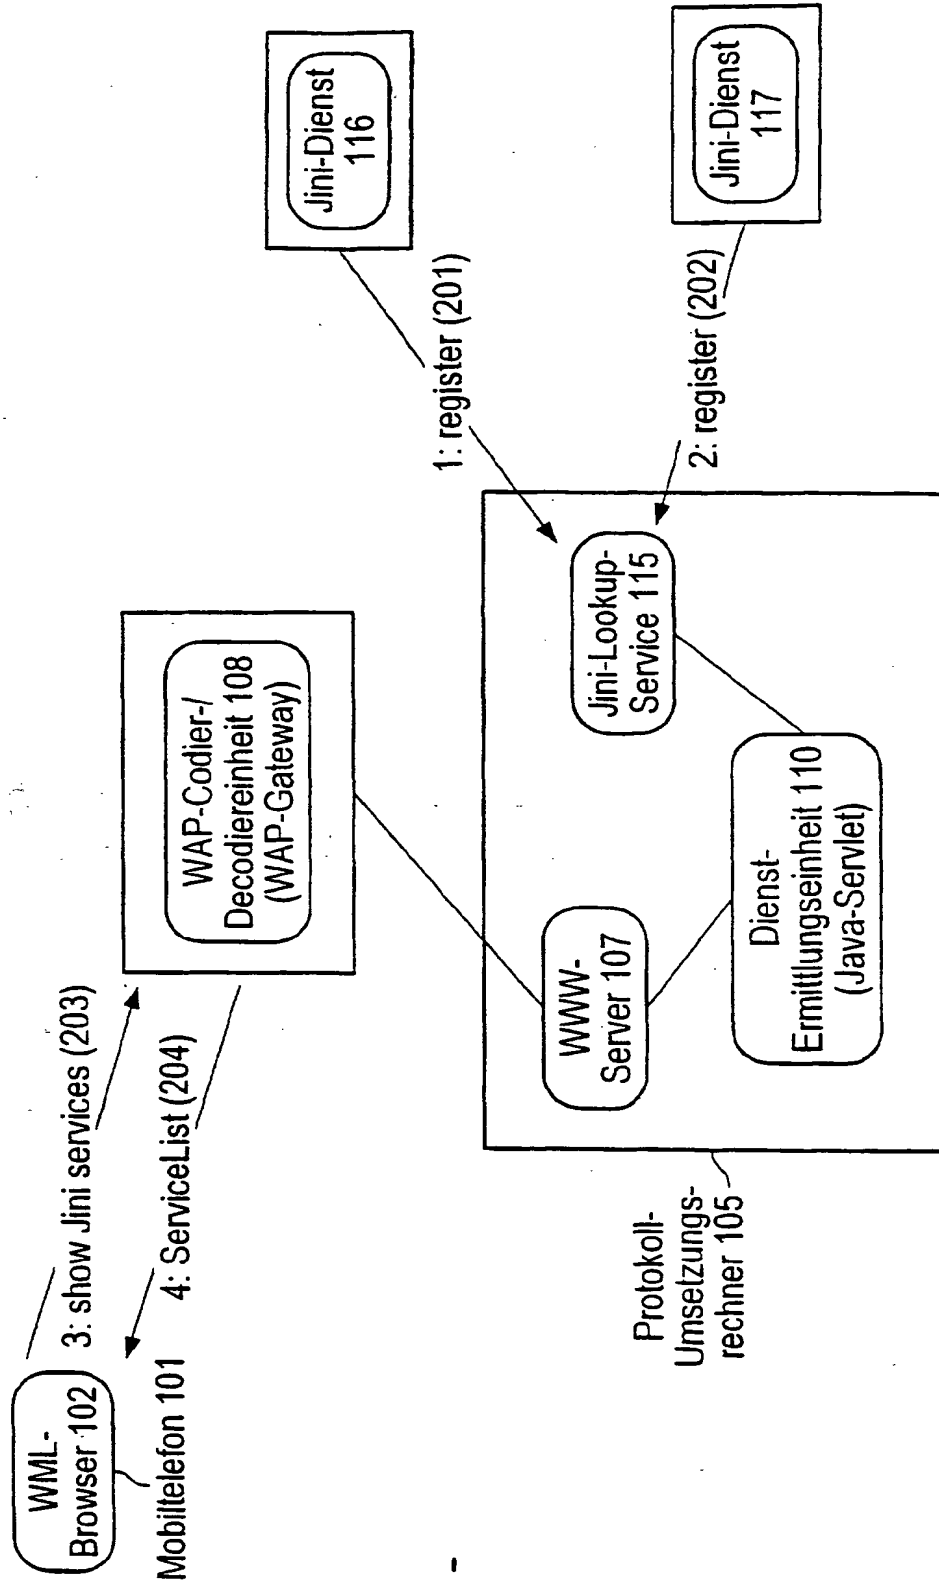 WML-
Browser 102
Mobiltelefon 101
3: show Jini services (203)
4: ServiceList (204)
WAP-Codier-/
Decodiereinheit 108
(WAP-Gateway)
Protokoll-
Umsetzungs-
rechner 105
WWW-
Server 107
Dienst-
Ermittlungseinheit 110
(Java-Servlet)
Jini-Lookup-
Service 115
1: register (201)
2: register (202)
Jini-Dienst
116
Jini-Dienst
117